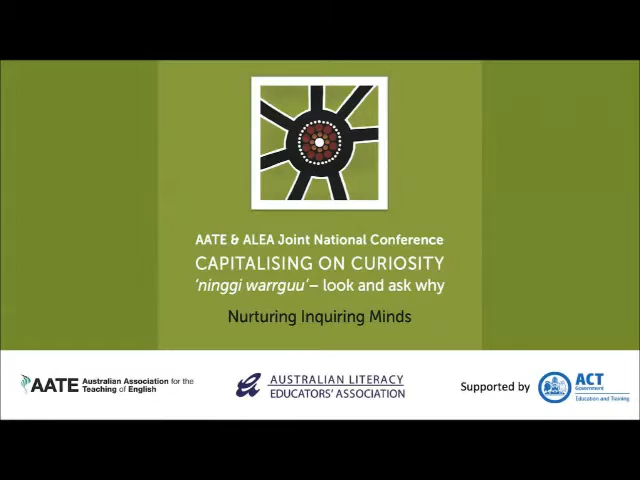 AATE & ALEA Joint National Conference
CAPITALISING ON CURIOSITY
'ninggi warrguu'– look and ask why
Nurturing Inquiring Minds
AATE Australian Association for the
Teaching of English
AUSTRALIAN LITERACY
EDUCATORS' ASSOCIATION
Supported by
ACT
Government
Education and Training